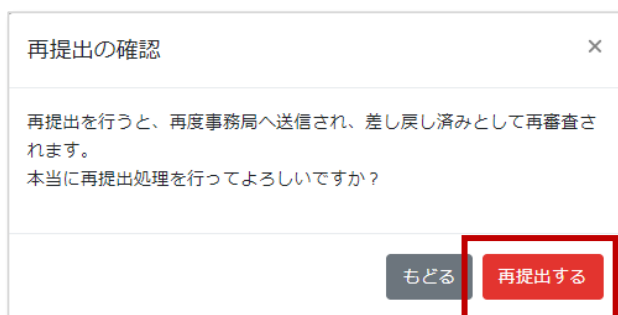 再提出の確認
×
再提出を行うと、再度事務局へ送信され、差し戻し済みとして再審査さ
れます。
本当に再提出処理を行ってよろしいですか？
もどる
再提出する